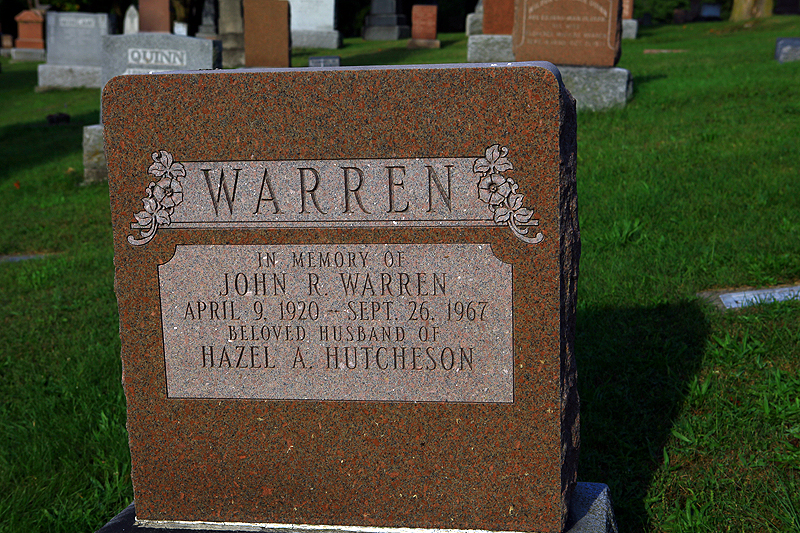 QUINN
WARREN
IN MEMORY OF
JOHN R. WARREN
APRIL 9, 1920 – SEPT. 26, 1967
BELOVED HUSBAND OF
HAZEL A. HUTCHESON